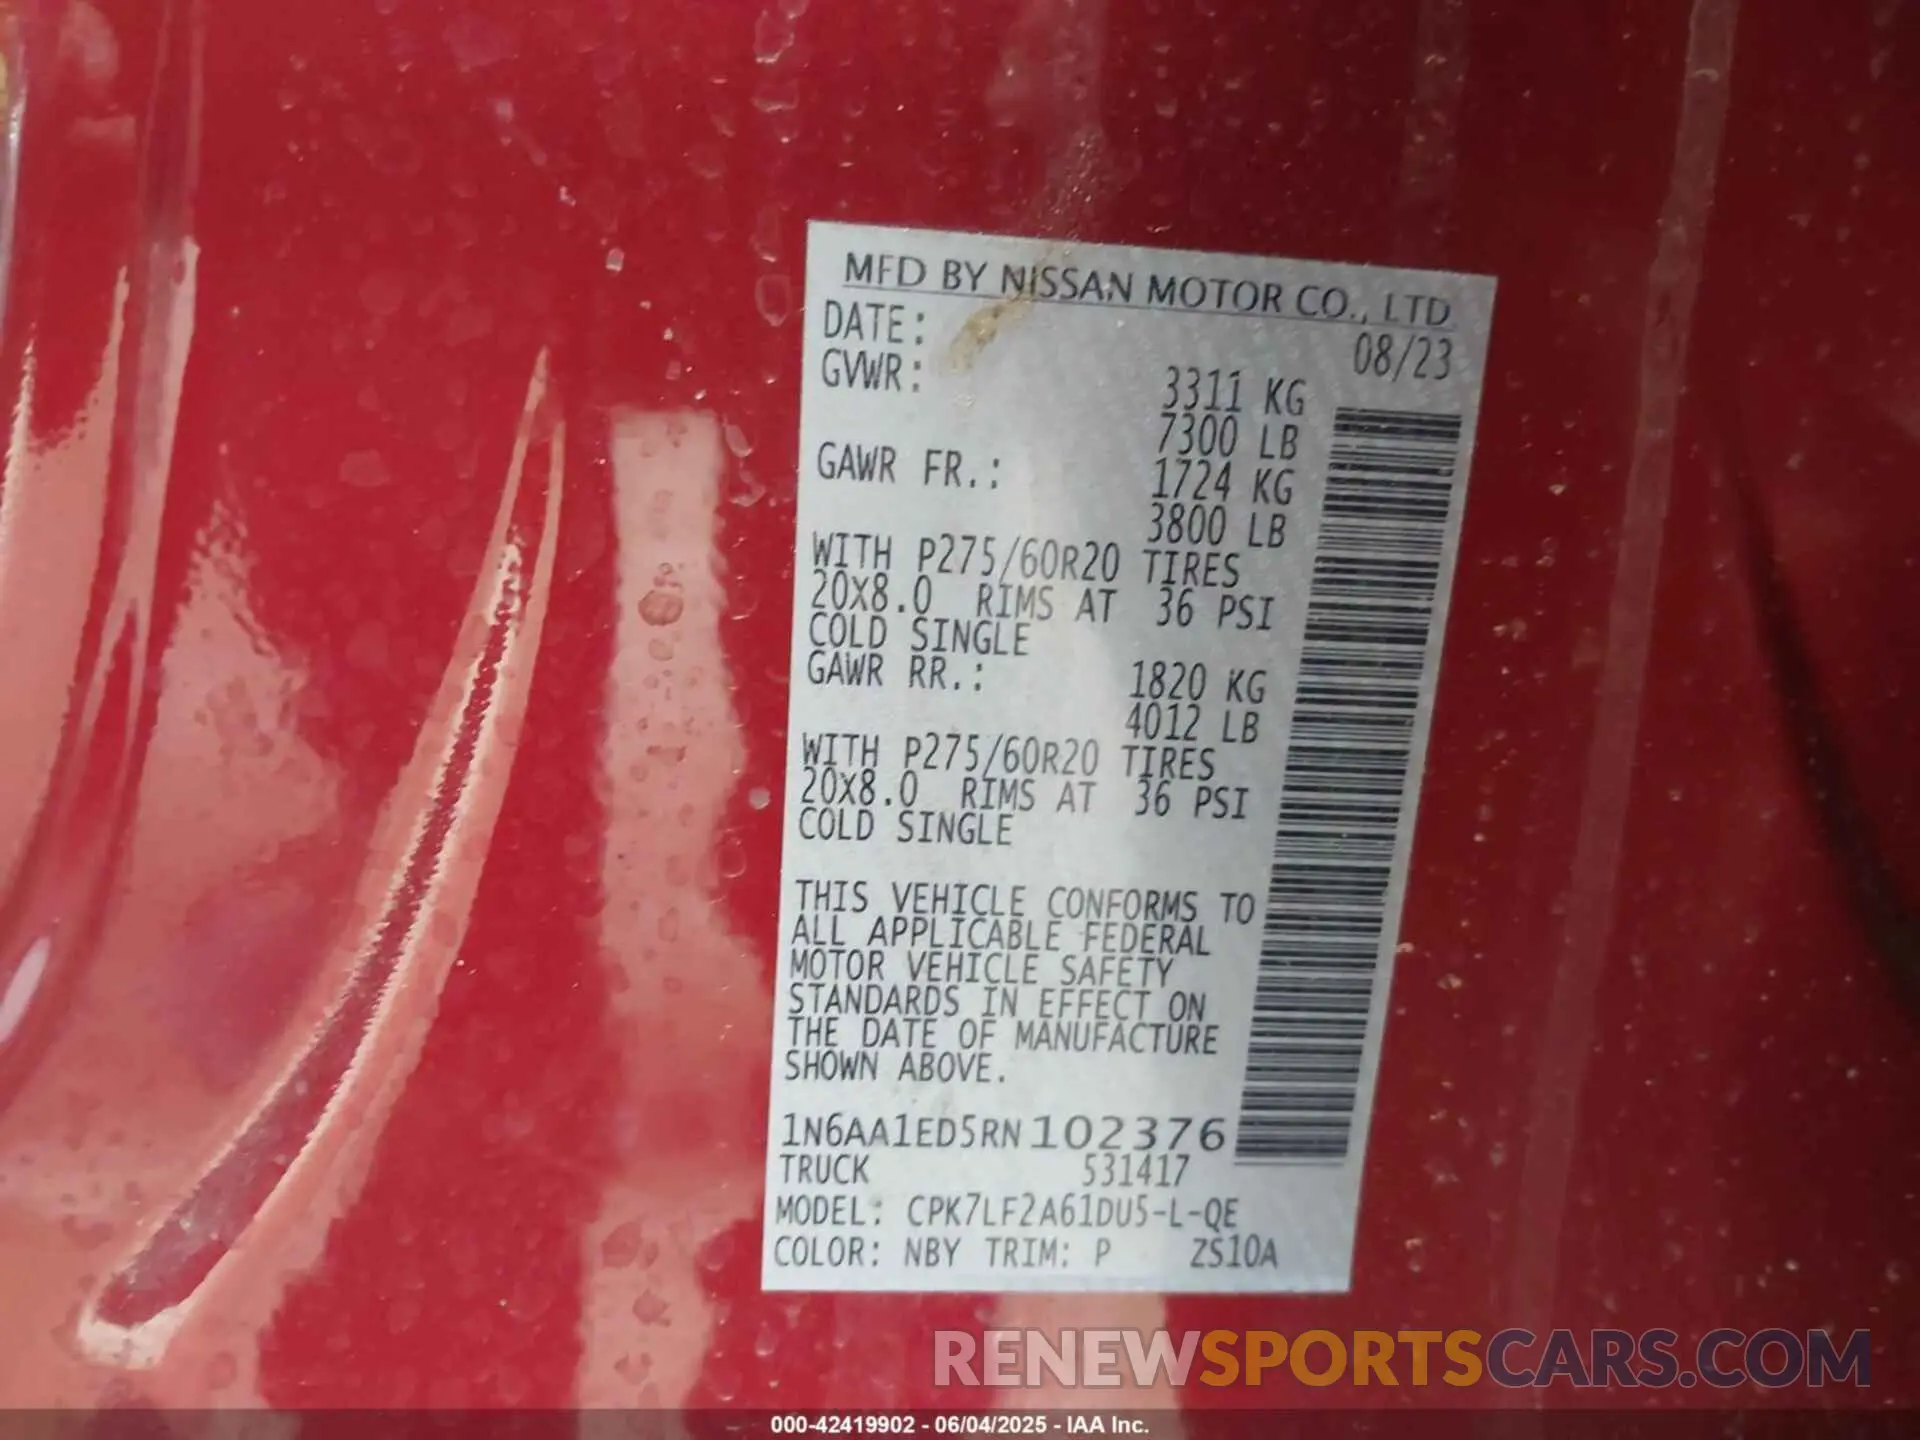 MFD BY NISSAN MOTOR CO., LTD
DATE: 08/23
GVWR: 3311 KG
7300 LB
GAWR FR.: 1724 KG
3800 LB
WITH P275/60R20 TIRES
20X8.0 RIMS AT 36 PSI
COLD SINGLE
GAWR RR.: 1820 KG
4012 LB
WITH P275/60R20 TIRES
20X8.0 RIMS AT 36 PSI
COLD SINGLE
THIS VEHICLE CONFORMS TO
ALL APPLICABLE FEDERAL
MOTOR VEHICLE SAFETY
STANDARDS IN EFFECT ON
THE DATE OF MANUFACTURE
SHOWN ABOVE.
1N6AA1ED5RN102376
TRUCK 531417
MODEL: CPK7LF2A61DU5-L-QE
COLOR: NBY TRIM: P ZS10A
RENEWSPORTSCARS.COM
000-42419902 - 06/04/2025 - IAA Inc.